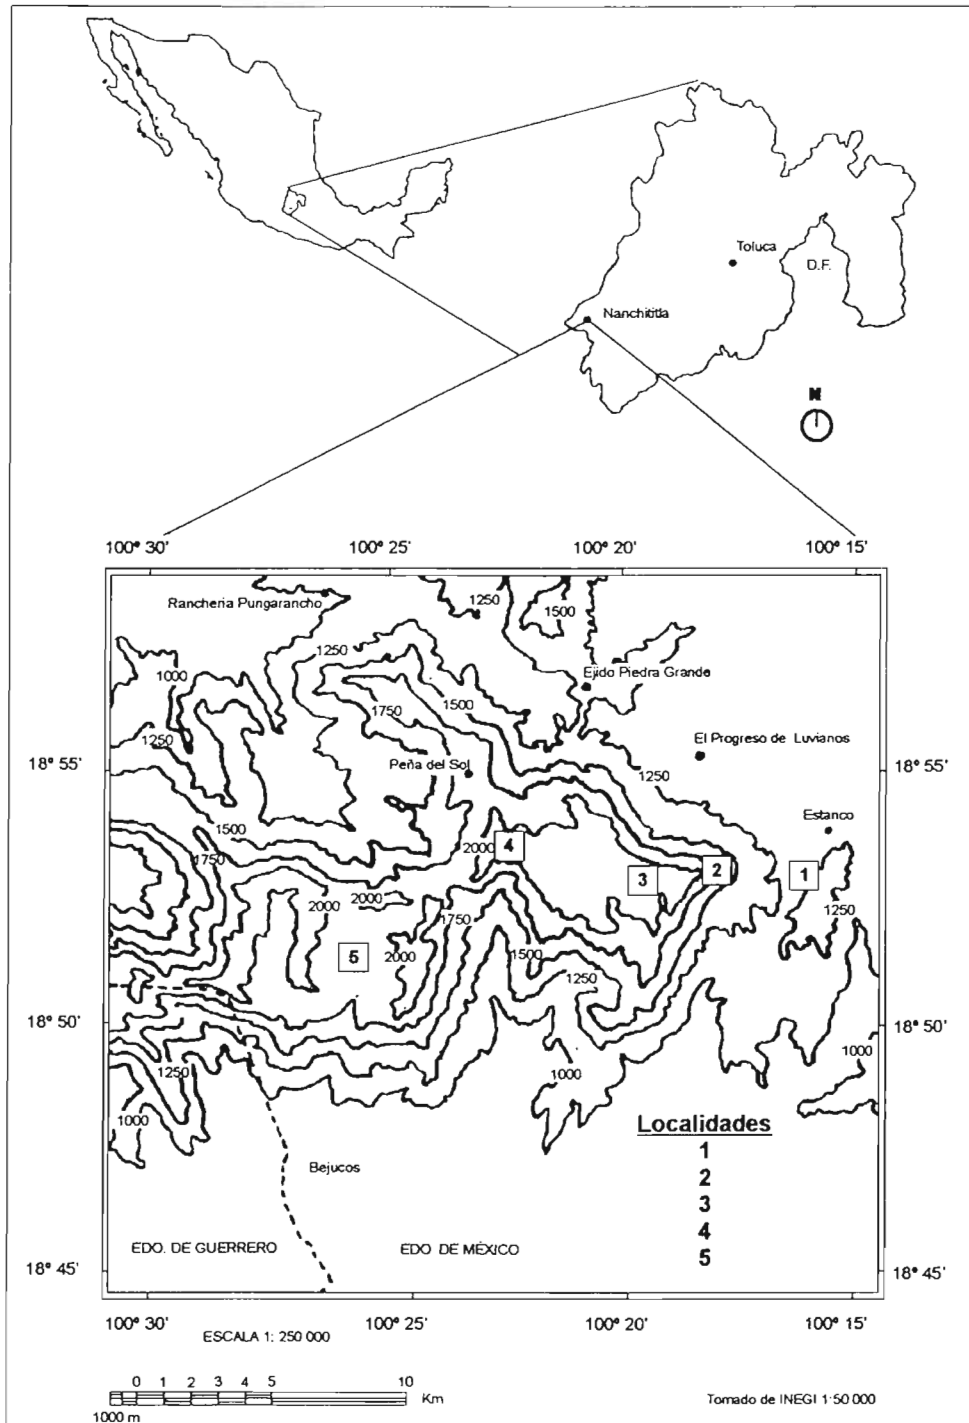 Toluca
D.F.
Nanchititla
N
100° 30' 100° 25' 100° 20' 100° 15'
Rancheria Pungarancho
1250
1500
1250
1000
Ejido Piedra Grande
1750
1500
1250
El Progreso de Luvianos
18° 55'
Peña del Sol
1250
18° 55'
Estanco
1500
2000
4
1750
3
2
1
2000
2000
1750
1250
5
2000
1500
1250
18° 50'
18° 50'
1250
1000
1000
1000
Localidades
1
2
3
4
5
Bejucos
EDO. DE GUERRERO
EDO DE MÉXICO
18° 45'
18° 45'
100° 30' 100° 25' 100° 20' 100° 15'
ESCALA 1: 250 000
0 1 2 3 4 5 10
Km
1000 m
Tomado de INEGI 1:50 000